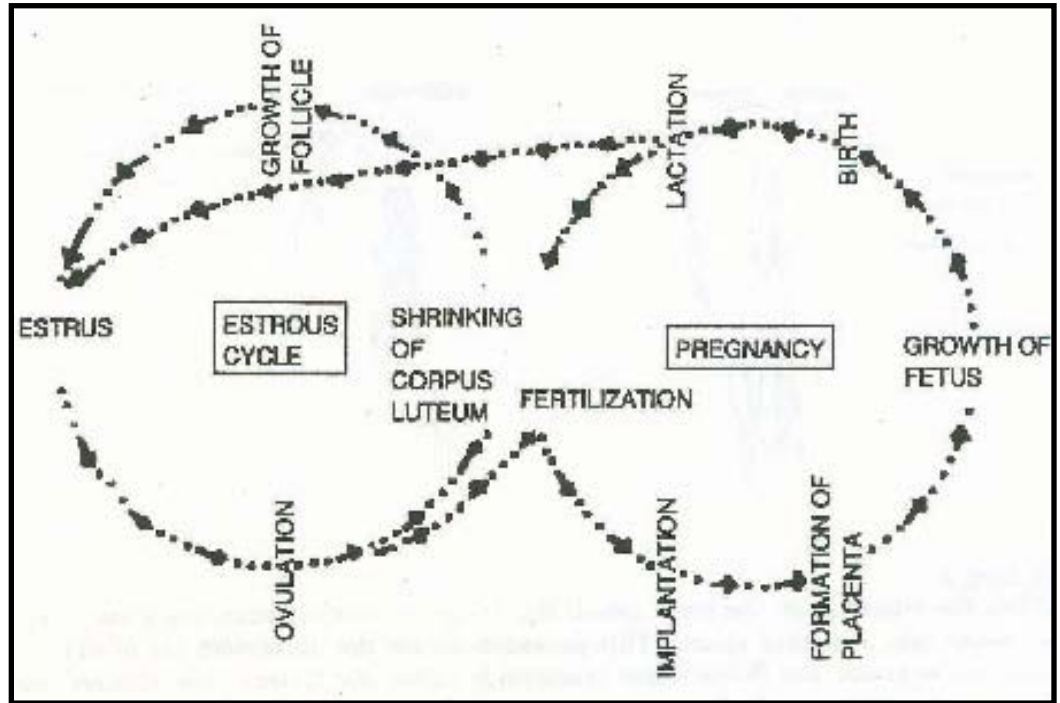 GROWTH OF
FOLLICLE
LACTATION
BIRTH
ESTRUS
ESTROUS
CYCLE
SHRINKING
OF
CORPUS
LUTEUM
FERTILIZATION
PREGNANCY
GROWTH OF
FETUS
OVULATION
IMPLANTATION
FORMATION OF
PLACENTA